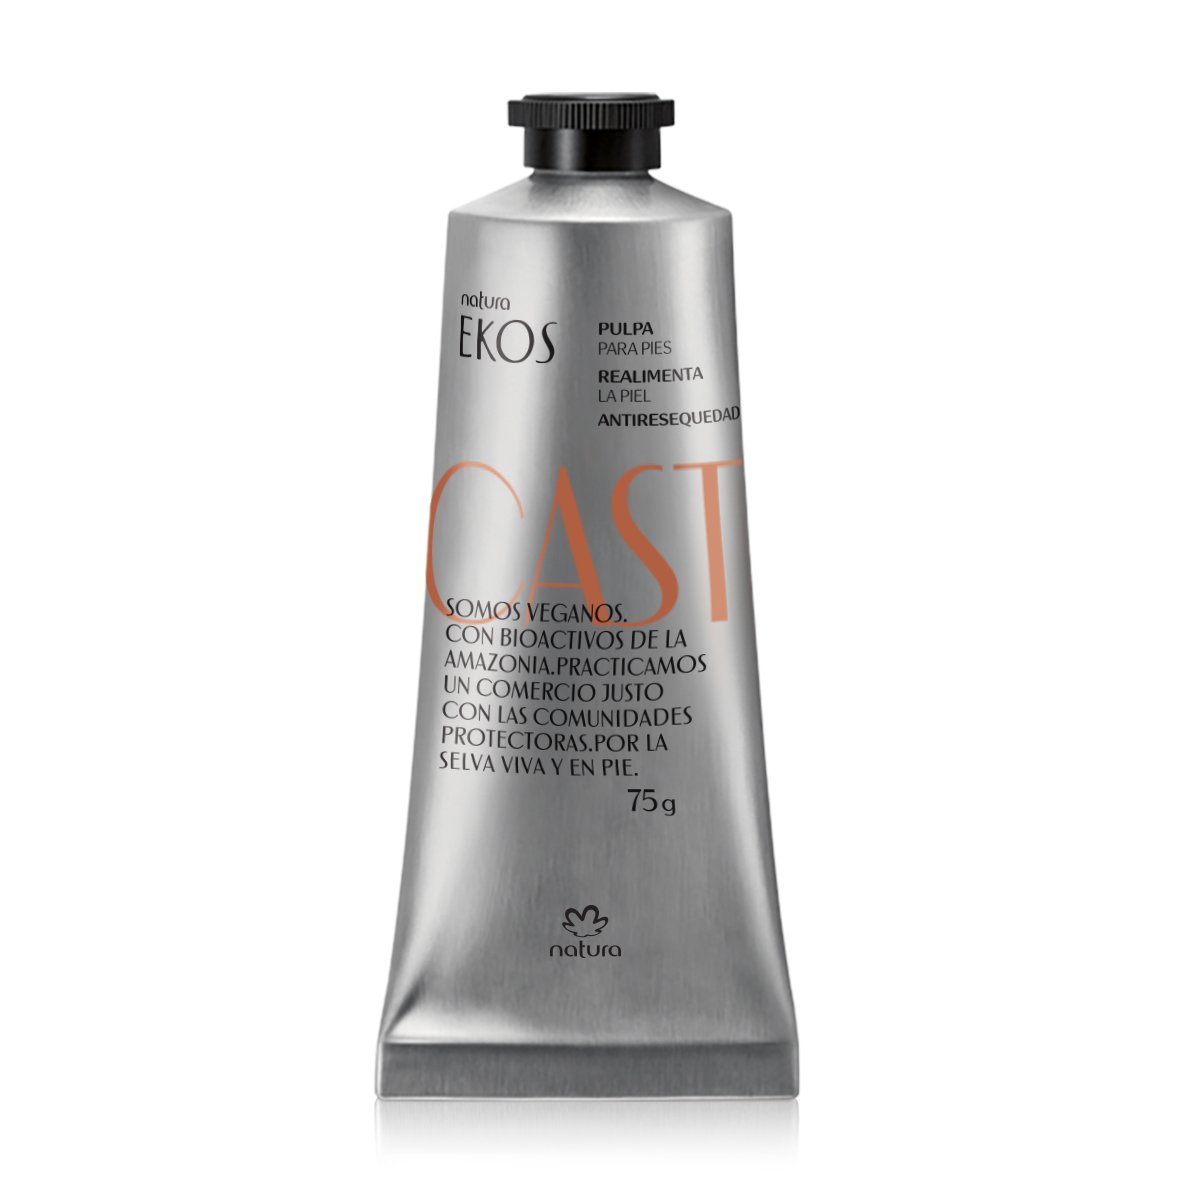 natura
EKOS
PULPA
PARA PIES
REALIMENTA
LA PIEL
ANTIRESEQUEDAD
CAST
SOMOS VEGANOS.
CON BIOACTIVOS DE LA
AMAZONIA.PRACTICAMOS
UN COMERCIO JUSTO
CON LAS COMUNIDADES
PROTECTORAS.POR LA
SELVA VIVA Y EN PIE.
75g
natura